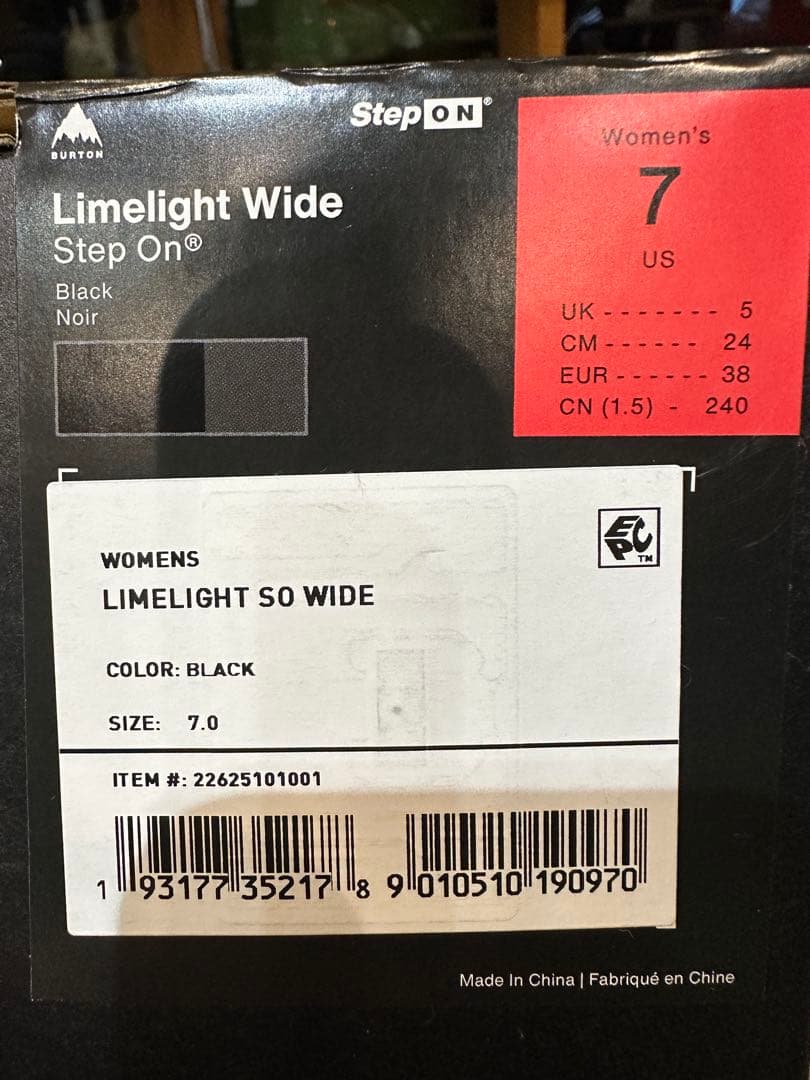 BURTON
StepON®
Limelight Wide
Step On®
Black
Noir
Women's
7
US
UK - - - - - - - 5
CM - - - - - - 24
EUR - - - - - - 38
CN (1.5) - 240
EPC™
WOMENS
LIMELIGHT SO WIDE
COLOR: BLACK
SIZE: 7.0
ITEM #: 22625101001
1 93177 35217 8
9 010510 190970
Made In China | Fabriqué en Chine